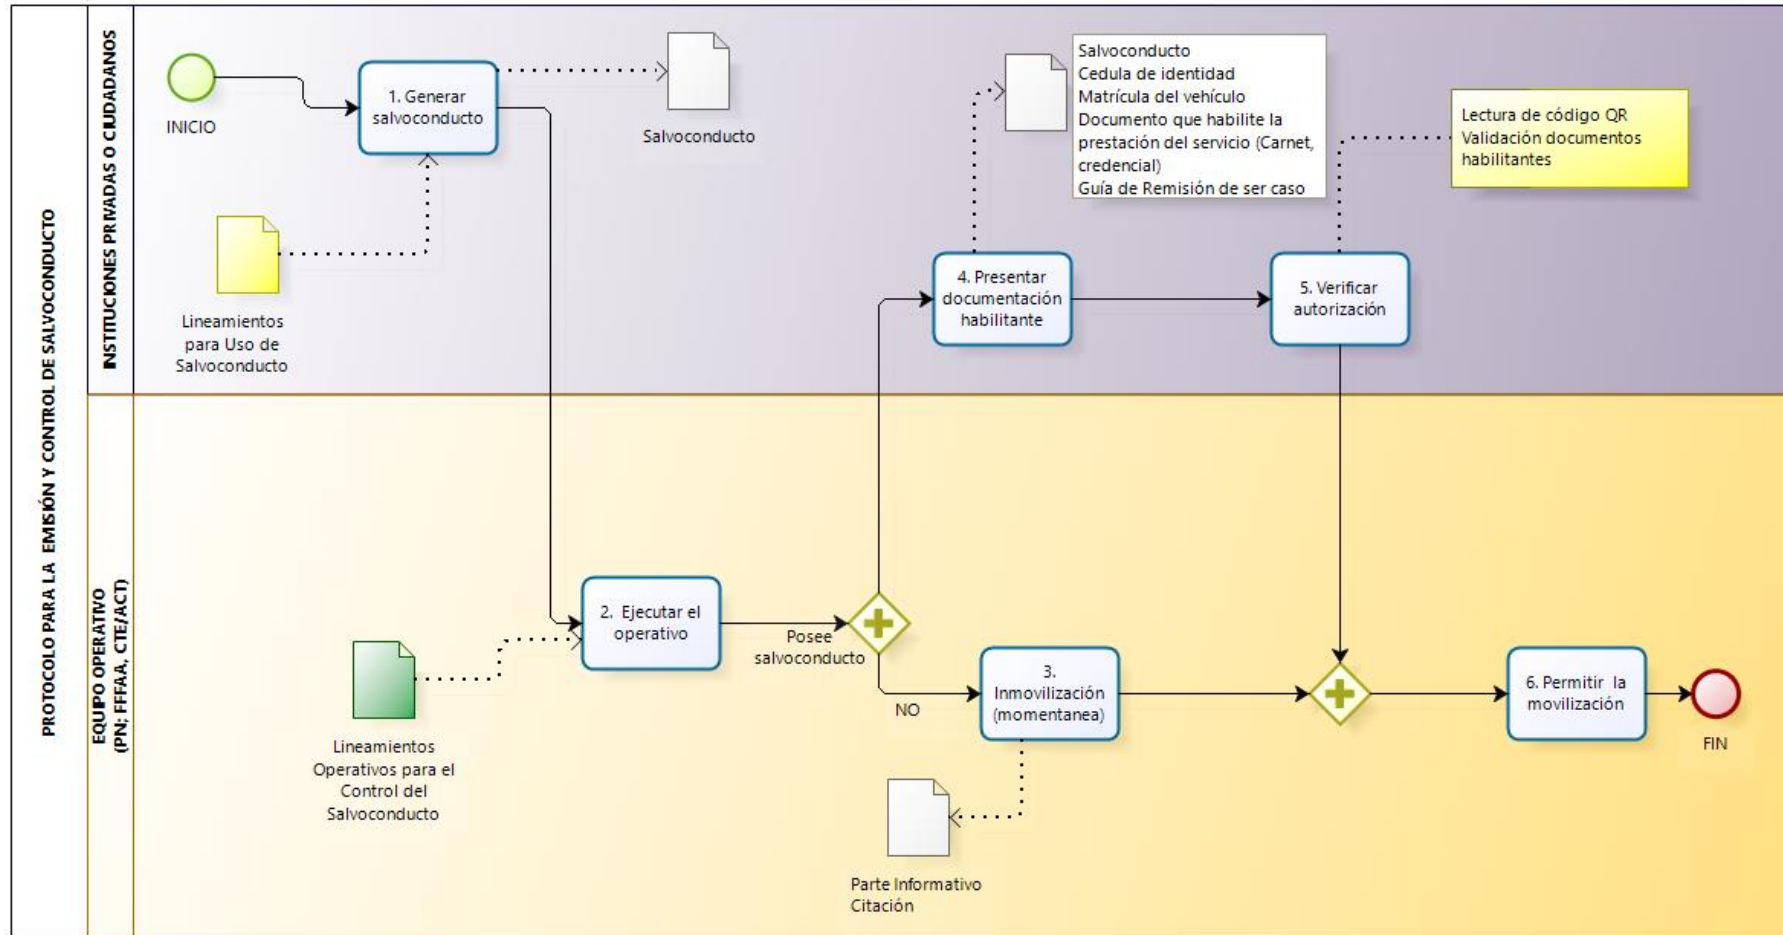 PROTOCOLO PARA LA EMISIÓN Y CONTROL DE SALVOCONDUCTO
INSTITUCIONES PRIVADAS O CIUDADANOS
INICIO
1. Generar
salvoconducto
Salvoconducto
Lineamientos
para Uso de
Salvoconducto
Salvoconducto
Cedula de identidad
Matrícula del vehículo
Documento que habilite la
prestación del servicio (Carnet,
credencial)
Guía de Remisión de ser caso
4. Presentar
documentación
habilitante
Lectura de código QR
Validación documentos
habilitantes
5. Verificar
autorización
EQUIPO OPERATIVO
(PN; FFFAA, CTE/ACT)
2. Ejecutar el
operativo
Lineamientos
Operativos para el
Control del
Salvoconducto
Posee
salvoconducto
NO
3.
Inmovilización
(momentanea)
Parte Informativo
Citación
6. Permitir la
movilización
FIN